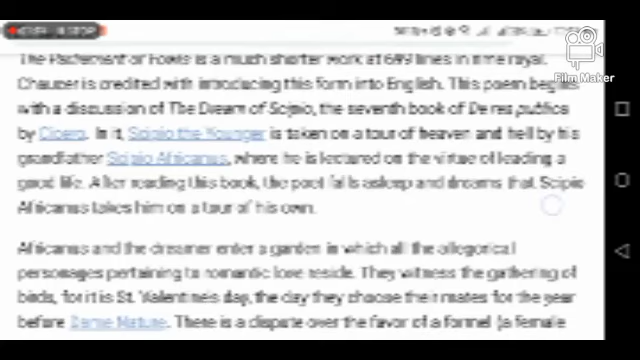 Film Maker
The Parlement of Fowls is a much shorter work at 699 lines in rime royal.
Chaucer is credited with introducing this form into English. This poem begins
with a discussion of The Dream of Scipio, the seventh book of De res publica
by Cicero. In it, Scipio the Younger is taken on a tour of heaven and hell by his
grandfather Scipio Africanus, where he is lectured on the virtue of leading a
good life. After reading this book, the poet falls asleep and dreams that Scipio
Africanus takes him on a tour of his own.
Africanus and the dreamer enter a garden in which all the allegorical
personages pertaining to romantic love reside. They witness the gathering of
birds, for it is St. Valentine's day, the day they choose their mates for the year
before Dame Nature. There is a dispute over the favor of a formel (a female